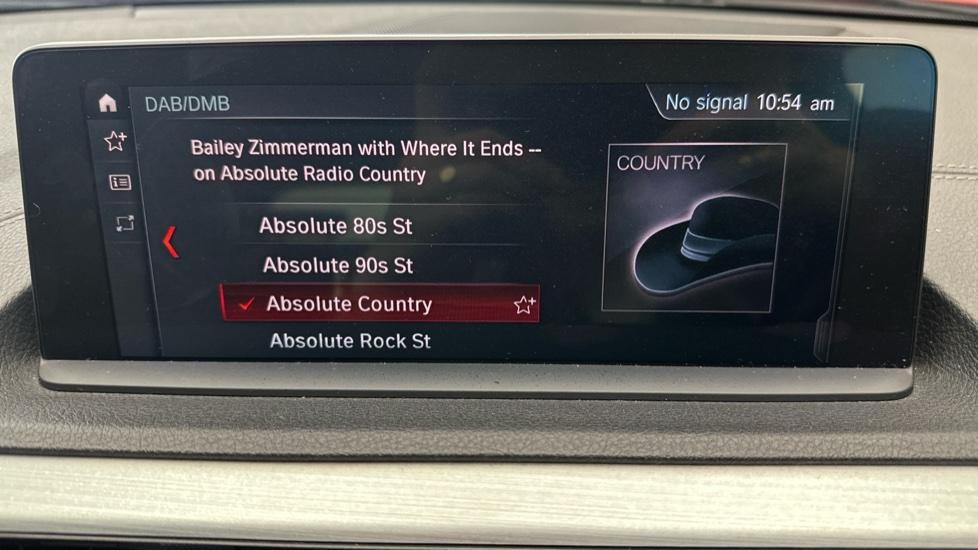 DAB/DMB
No signal 10:54 am
Bailey Zimmerman with Where It Ends --
on Absolute Radio Country
COUNTRY
Absolute 80s St
Absolute 90s St
Absolute Country
Absolute Rock St